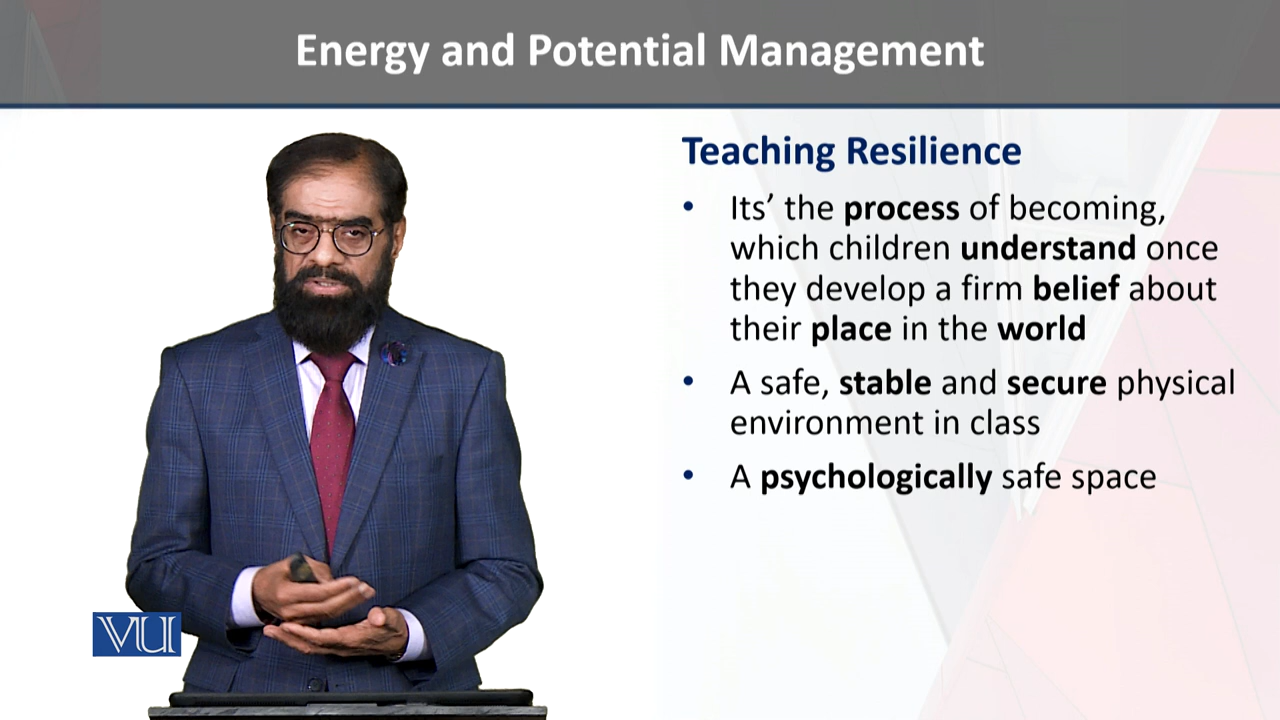 Energy and Potential Management
Teaching Resilience
• Its’ the process of becoming,
which children understand once
they develop a firm belief about
their place in the world
• A safe, stable and secure physical
environment in class
• A psychologically safe space
VU